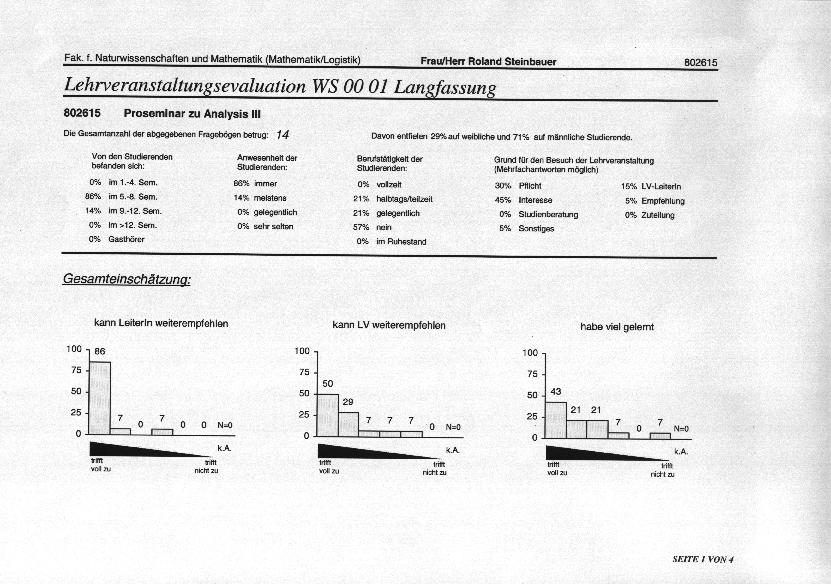 Fak. f. Naturwissenschaften und Mathematik (Mathematik/Logistik) Frau/Herr Roland Steinbauer 802615
Lehrveranstaltungsevaluation WS 00 01 Langfassung
802615 Proseminar zu Analysis III
Die Gesamtanzahl der abgegebenen Fragebögen betrug: 14 Davon entfielen 29% auf weibliche und 71% auf männliche Studierende.
Von den Studierenden befanden sich:
0% im 1.-4. Sem.
86% im 5.-8. Sem.
14% im 9.-12. Sem.
0% im >12. Sem.
0% Gasthörer
Anwesenheit der Studierenden:
86% immer
14% meistens
0% gelegentlich
0% sehr selten
Berufstätigkeit der Studierenden:
0% vollzeit
21% halbtags/teilzeit
21% gelegentlich
57% nein
0% im Ruhestand
Grund für den Besuch der Lehrveranstaltung
(Mehrfachantworten möglich)
30% Pflicht 15% LV-LeiterIn
45% Interesse 5% Empfehlung
0% Studienberatung 0% Zuteilung
5% Sonstiges
Gesamteinschätzung:
kann LeiterIn weiterempfehlen
100
75
50
25
0
86 7 0 7 0 0 N=0
k.A.
trifft voll zu
trifft nicht zu
kann LV weiterempfehlen
100
75
50
25
0
50 29 7 7 7 0 N=0
k.A.
trifft voll zu
trifft nicht zu
habe viel gelernt
100
75
50
25
0
43 21 21 7 0 7 N=0
k.A.
trifft voll zu
trifft nicht zu
SEITE 1 VON 4